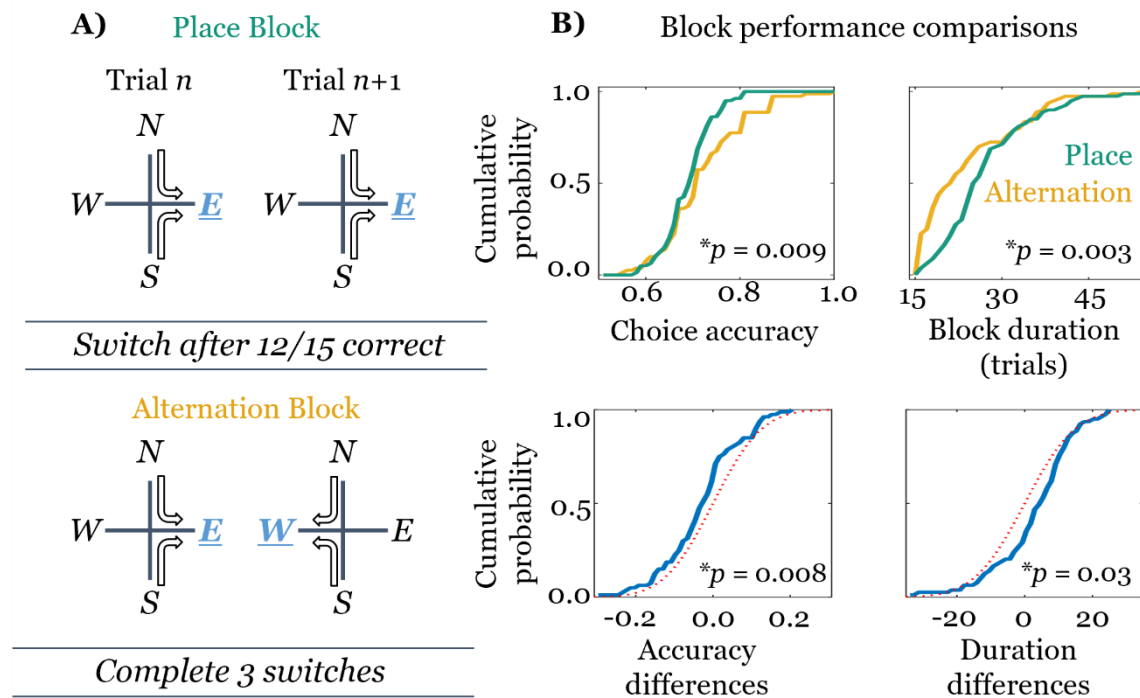 A)
Place Block
Trial n
Trial n+1
N
N
W
E
W
E
S
S
Switch after 12/15 correct
Alternation Block
N
N
W
E
W
E
S
S
Complete 3 switches
B)
Block performance comparisons
Cumulative
probability
1.0
0.5
0.0
*p = 0.009
0.6
0.8
1.0
Choice accuracy
Place
Alternation
*p = 0.003
15
30
45
Block duration
(trials)
Cumulative
probability
1.0
0.5
0.0
*p = 0.008
-0.2
0.0
0.2
Accuracy
differences
*p = 0.03
-20
0
20
Duration
differences